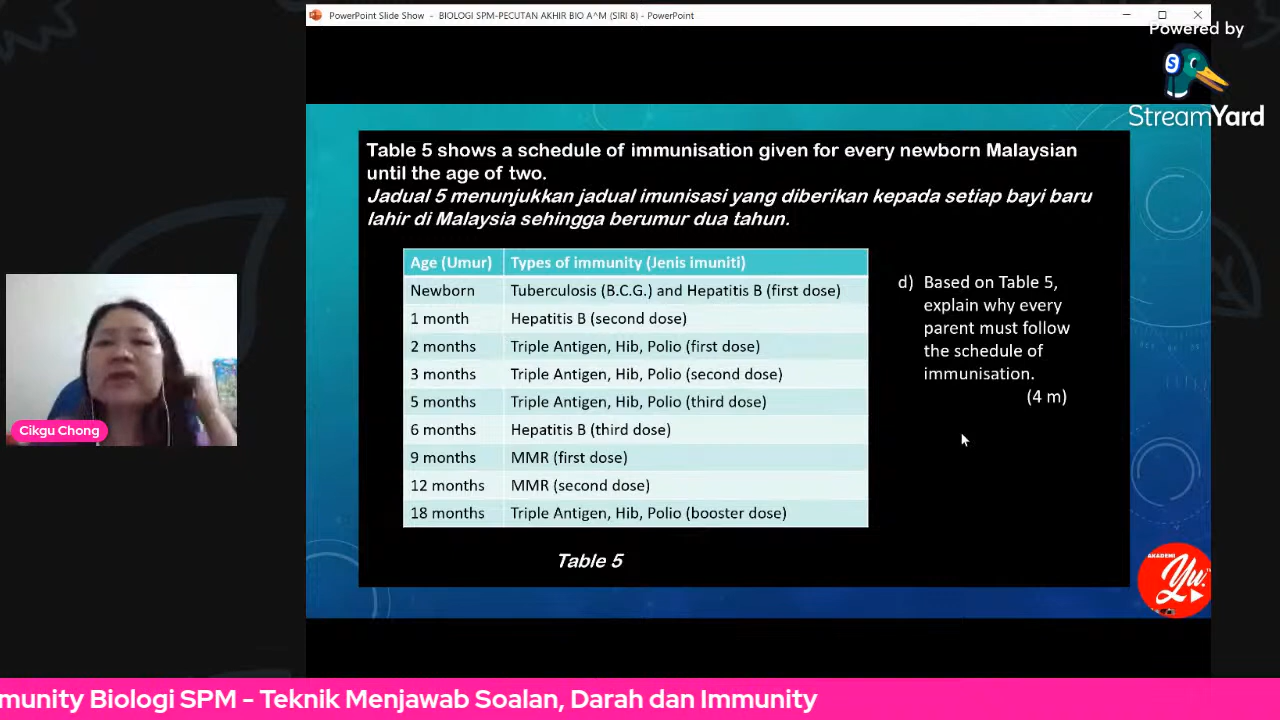 PowerPoint Slide Show - BIOLOGI SPM-PECUTAN AKHIR BIO A^M (SIRI 8) - PowerPoint
Powered by
S
StreamYard
Table 5 shows a schedule of immunisation given for every newborn Malaysian
until the age of two.
Jadual 5 menunjukkan jadual imunisasi yang diberikan kepada setiap bayi baru
lahir di Malaysia sehingga berumur dua tahun.
Age (Umur) Types of immunity (Jenis imuniti)
Newborn Tuberculosis (B.C.G.) and Hepatitis B (first dose)
1 month Hepatitis B (second dose)
2 months Triple Antigen, Hib, Polio (first dose)
3 months Triple Antigen, Hib, Polio (second dose)
5 months Triple Antigen, Hib, Polio (third dose)
6 months Hepatitis B (third dose)
9 months MMR (first dose)
12 months MMR (second dose)
18 months Triple Antigen, Hib, Polio (booster dose)
Table 5
d) Based on Table 5,
explain why every
parent must follow
the schedule of
immunisation.
(4 m)
Cikgu Chong
AKADEMI
Yu.
munity Biologi SPM - Teknik Menjawab Soalan, Darah dan Immunity